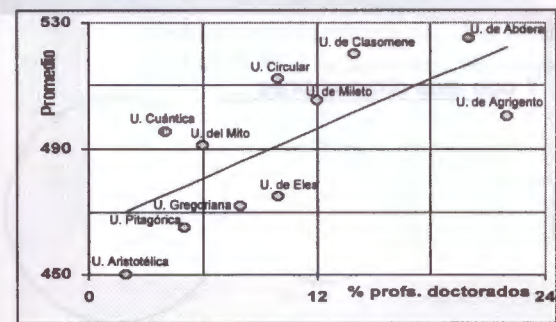 530
U. de Abdera
U. de Clasomene
U. Circular
Promedio
U. de Mileto
U. de Agrigento
U. Cuántica
U. del Mito
490
U. de Elea
U. Gregoriana
U. Pitagórica
U. Aristotélica
450
0
12
% profs. doctorados
24